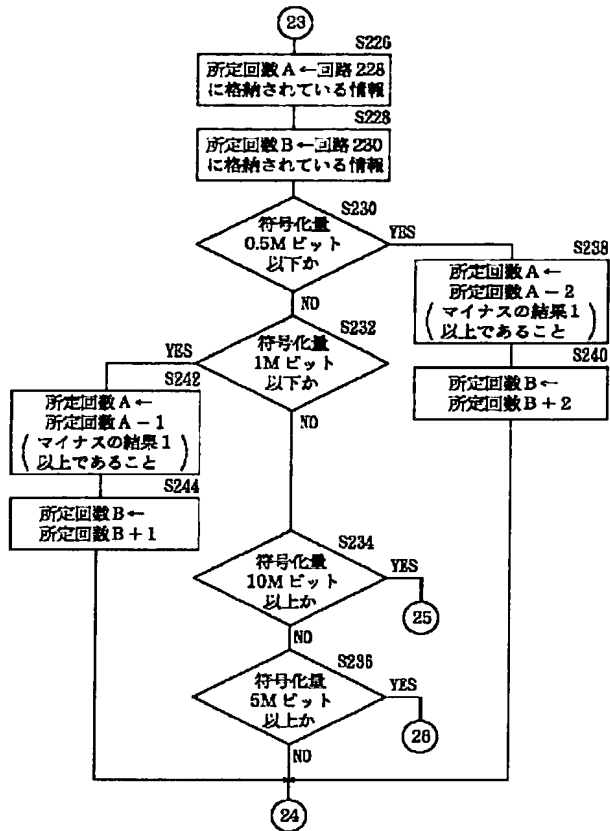 23
S226
所定回数A←回路228
に格納されている情報
S228
所定回数B←回路230
に格納されている情報
S230
符号化量
0.5Mビット
以下か
YES
NO
S238
所定回数A←
所定回数A－2
(マイナスの結果1
以上であること)
S240
所定回数B←
所定回数B+2
S232
符号化量
1Mビット
以下か
YES
NO
S242
所定回数A←
所定回数A－1
(マイナスの結果1
以上であること)
S244
所定回数B←
所定回数B+1
S234
符号化量
10Mビット
以上か
YES
25
NO
S236
符号化量
5Mビット
以上か
YES
26
NO
24